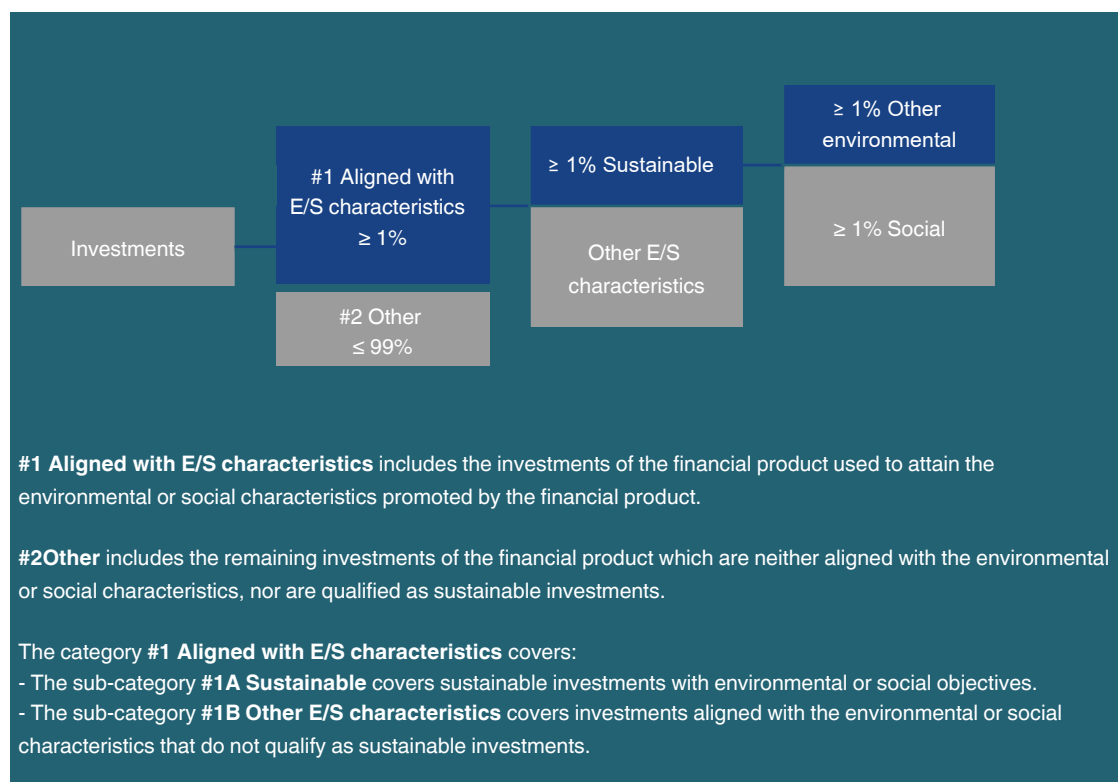 Investments
#1 Aligned with
E/S characteristics
≥ 1%
#2 Other
≤ 99%
≥ 1% Sustainable
Other E/S
characteristics
≥ 1% Other
environmental
≥ 1% Social
#1 Aligned with E/S characteristics includes the investments of the financial product used to attain the
environmental or social characteristics promoted by the financial product.
#2Other includes the remaining investments of the financial product which are neither aligned with the environmental
or social characteristics, nor are qualified as sustainable investments.
The category #1 Aligned with E/S characteristics covers:
- The sub-category #1A Sustainable covers sustainable investments with environmental or social objectives.
- The sub-category #1B Other E/S characteristics covers investments aligned with the environmental or social
characteristics that do not qualify as sustainable investments.